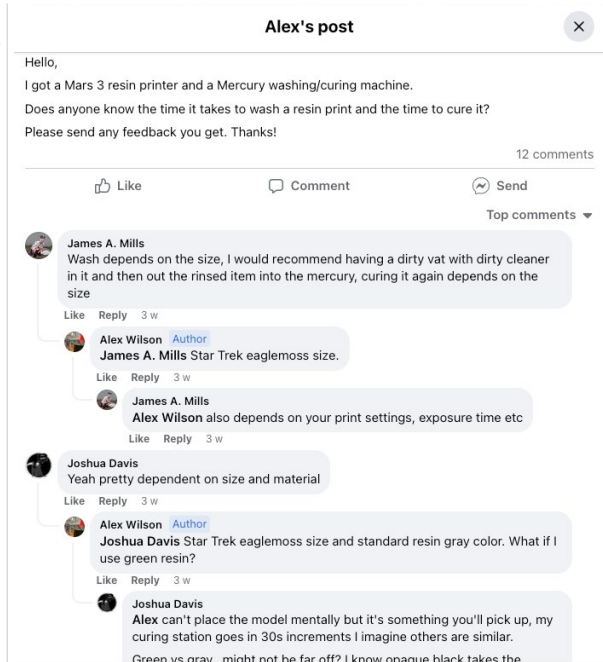 Alex's post
Hello,
I got a Mars 3 resin printer and a Mercury washing/curing machine.
Does anyone know the time it takes to wash a resin print and the time to cure it?
Please send any feedback you get. Thanks!
12 comments
Like
Comment
Send
Top comments
James A. Mills
Wash depends on the size, I would recommend having a dirty vat with dirty cleaner
in it and then out the rinsed item into the mercury, curing it again depends on the
size
Like Reply 3 w
Alex Wilson Author
James A. Mills Star Trek eaglemoss size.
Like Reply 3 w
James A. Mills
Alex Wilson also depends on your print settings, exposure time etc
Like Reply 3 w
Joshua Davis
Yeah pretty dependent on size and material
Like Reply 3 w
Alex Wilson Author
Joshua Davis Star Trek eaglemoss size and standard resin gray color. What if I
use green resin?
Like Reply 3 w
Joshua Davis
Alex can't place the model mentally but it's something you'll pick up, my
curing station goes in 30s increments I imagine others are similar.
Green vs gray.. might not be far off? I know opaque black takes the